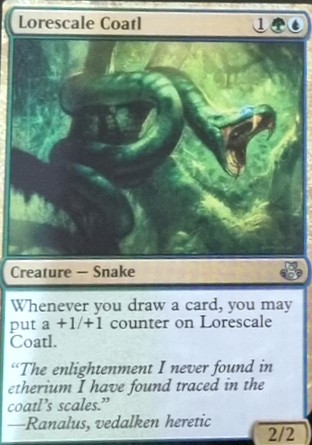 Lorescale Coatl 1
Creature — Snake
Whenever you draw a card, you may
put a +1/+1 counter on Lorescale
Coatl.
"The enlightenment I never found in
etherium I have found traced in the
coatl's scales."
—Ranalus, vedalken heretic
2/2